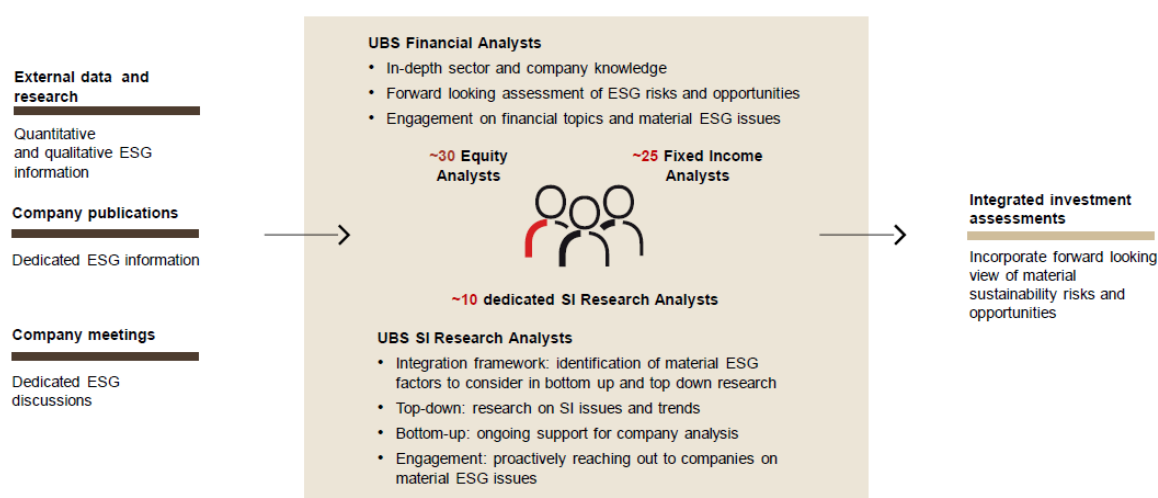 External data and
research
Quantitative
and qualitative ESG
information
Company publications
Dedicated ESG information
Company meetings
Dedicated ESG
discussions
UBS Financial Analysts
• In-depth sector and company knowledge
• Forward looking assessment of ESG risks and opportunities
• Engagement on financial topics and material ESG issues
~30 Equity
Analysts
~25 Fixed Income
Analysts
~10 dedicated SI Research Analysts
UBS SI Research Analysts
• Integration framework: identification of material ESG
factors to consider in bottom up and top down research
• Top-down: research on SI issues and trends
• Bottom-up: ongoing support for company analysis
• Engagement: proactively reaching out to companies on
material ESG issues
Integrated investment
assessments
Incorporate forward looking
view of material
sustainability risks and
opportunities